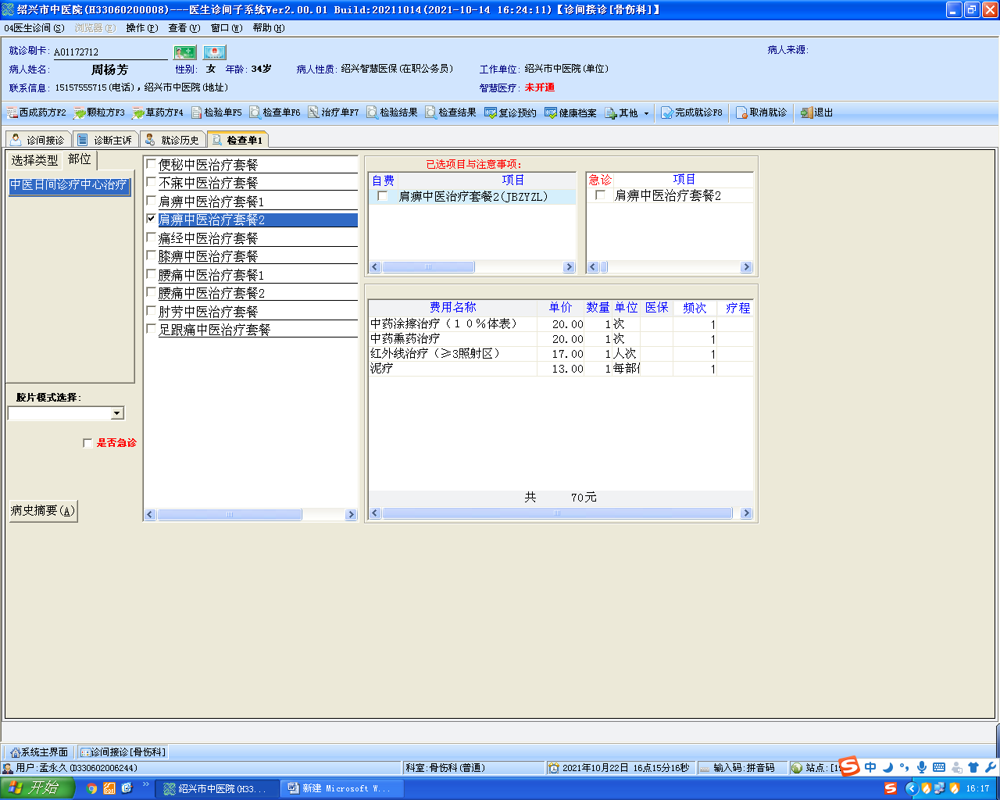 绍兴市中医院(H33060200008)---医生诊间子系统Ver2.00.01 Build:20211014(2021-10-14 16:24:11)【诊间接诊[骨伤科]】
04医生诊间(S) 浏览器(E) 操作(P) 查看(V) 窗口(W) 帮助(H)
就诊刷卡: A01172712 病人来源:
病人姓名: 周杨芳 性别: 女 年龄: 34岁 病人性质: 绍兴智慧医保(在职公务员) 工作单位: 绍兴市中医院(单位)
联系信息: 15157555715(电话),绍兴市中医院(地址) 智慧医疗: 未开通
西成药方F2 颗粒方F3 草药方F4 检验单F5 检查单F6 治疗单F7 检验结果 检查结果 复诊预约 健康档案 其他 完成就诊F8 取消就诊 退出
诊间接诊 诊断主诉 就诊历史 检查单1
选择类型 部位
中医日间诊疗中心治疗
便秘中医治疗套餐
不寐中医治疗套餐
肩痹中医治疗套餐1
肩痹中医治疗套餐2
痛经中医治疗套餐
膝痹中医治疗套餐
腰痛中医治疗套餐1
腰痛中医治疗套餐2
肘劳中医治疗套餐
足跟痛中医治疗套餐
已选项目与注意事项:
自费 项目
肩痹中医治疗套餐2(JBZYZL)
急诊 项目
肩痹中医治疗套餐2
费用名称 单价 数量 单位 医保 频次 疗程
中药涂擦治疗(10%体表) 20.00 1 次 1
中药熏药治疗 20.00 1 次 1
红外线治疗(≥3照射区) 17.00 1 人次 1
泥疗 13.00 1 每部 1
共 70元
胶片模式选择:
是否急诊
病史摘要(A)
系统主界面 诊间接诊[骨伤科]
用户:孟永久(D330602006244) 科室:骨伤科(普通) 2021年10月22日 16点15分16秒 输入码:拼音码 站点:[19
中
开始 绍兴市中医院(H33... 新建 Microsoft W... 16:17